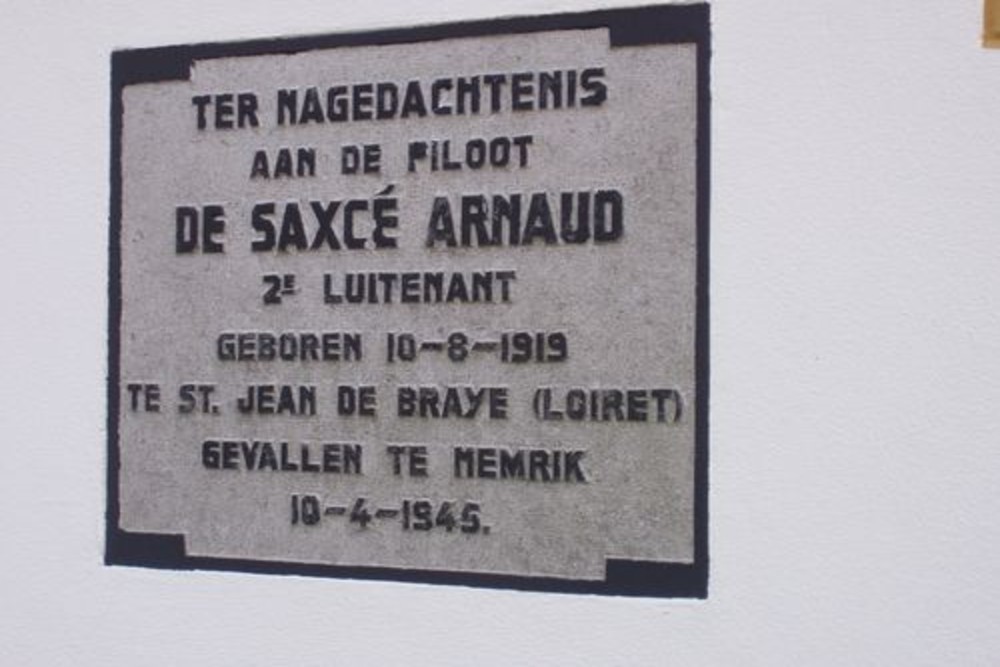 TER NAGEDACHTENIS
AAN DE PILOOT
DE SAXCÉ ARNAUD
2E LUITENANT
GEBOREN 10-8-1919
TE ST. JEAN DE BRAYE (LOIRET)
GEVALLEN TE HEMRIK
10-4-1945.